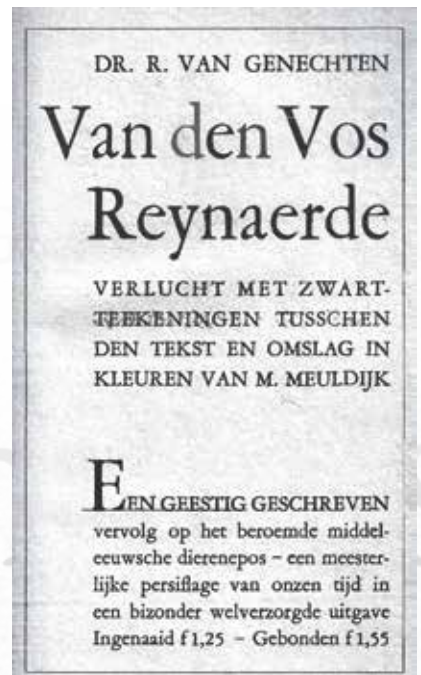 DR. R. VAN GENECHTEN
Van den Vos
Reynaerde
VERLUCHT MET ZWART-
TEEKENINGEN TUSSCHEN
DEN TEKST EN OMSLAG IN
KLEUREN VAN M. MEULDIJK
EEN GEESTIG GESCHREVEN
vervolg op het beroemde middel-
eeuwsche dierenepos – een meester-
lijke persiflage van onzen tijd in
een bizonder welverzorgde uitgave
Ingenaaid f 1,25 – Gebonden f 1,55